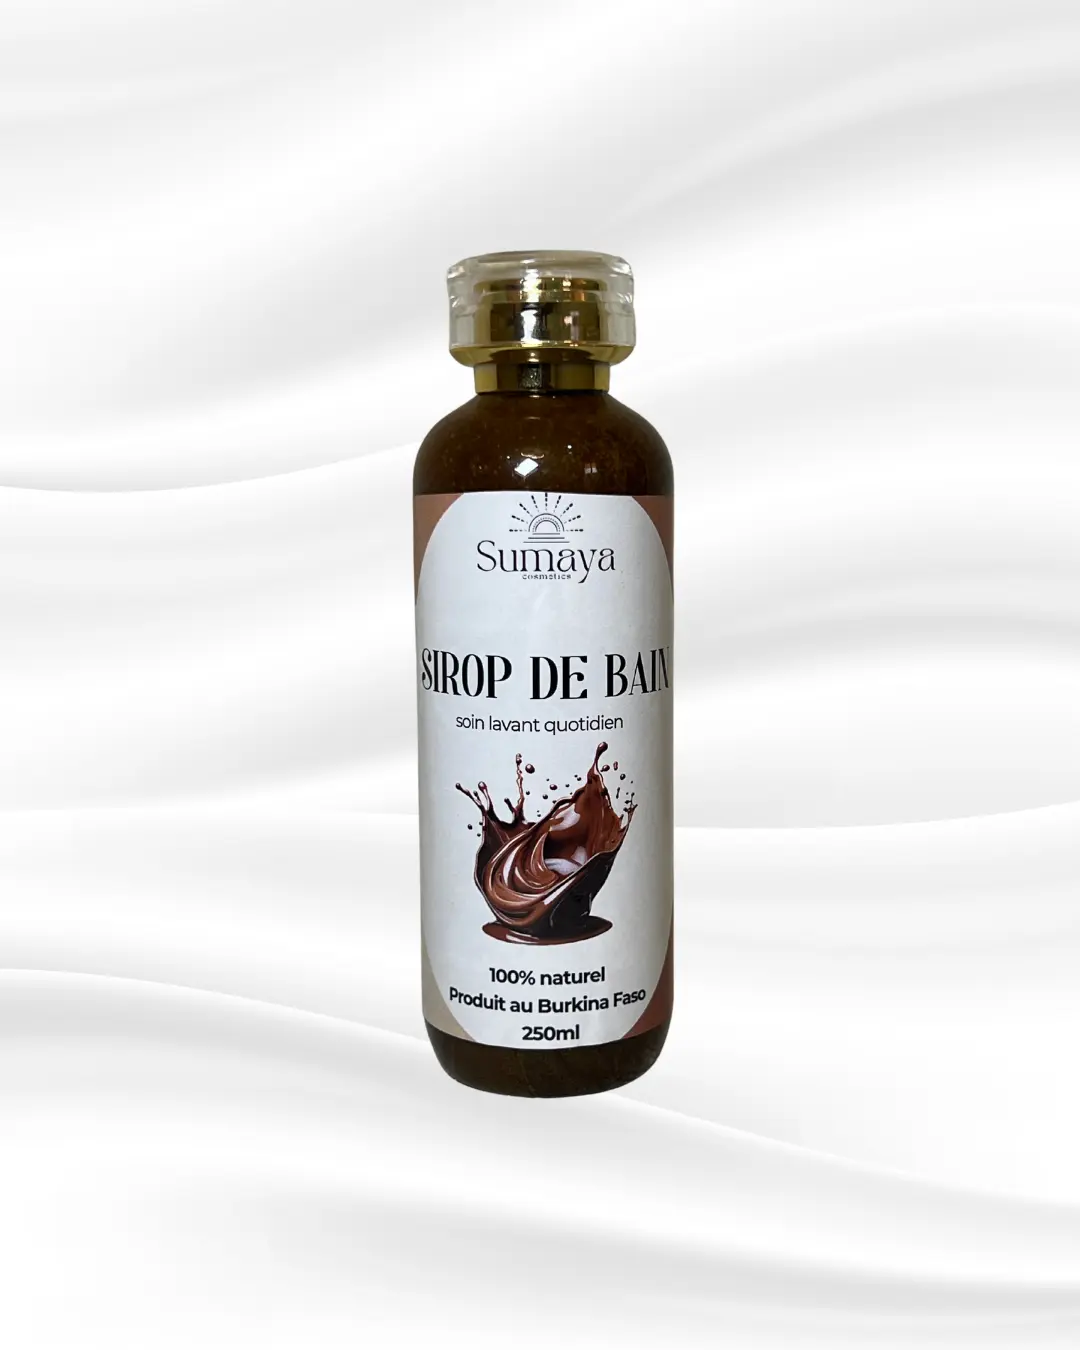 Sumaya
cosmetics
SIROP DE BAIN
soin lavant quotidien
100% naturel
Produit au Burkina Faso
250ml